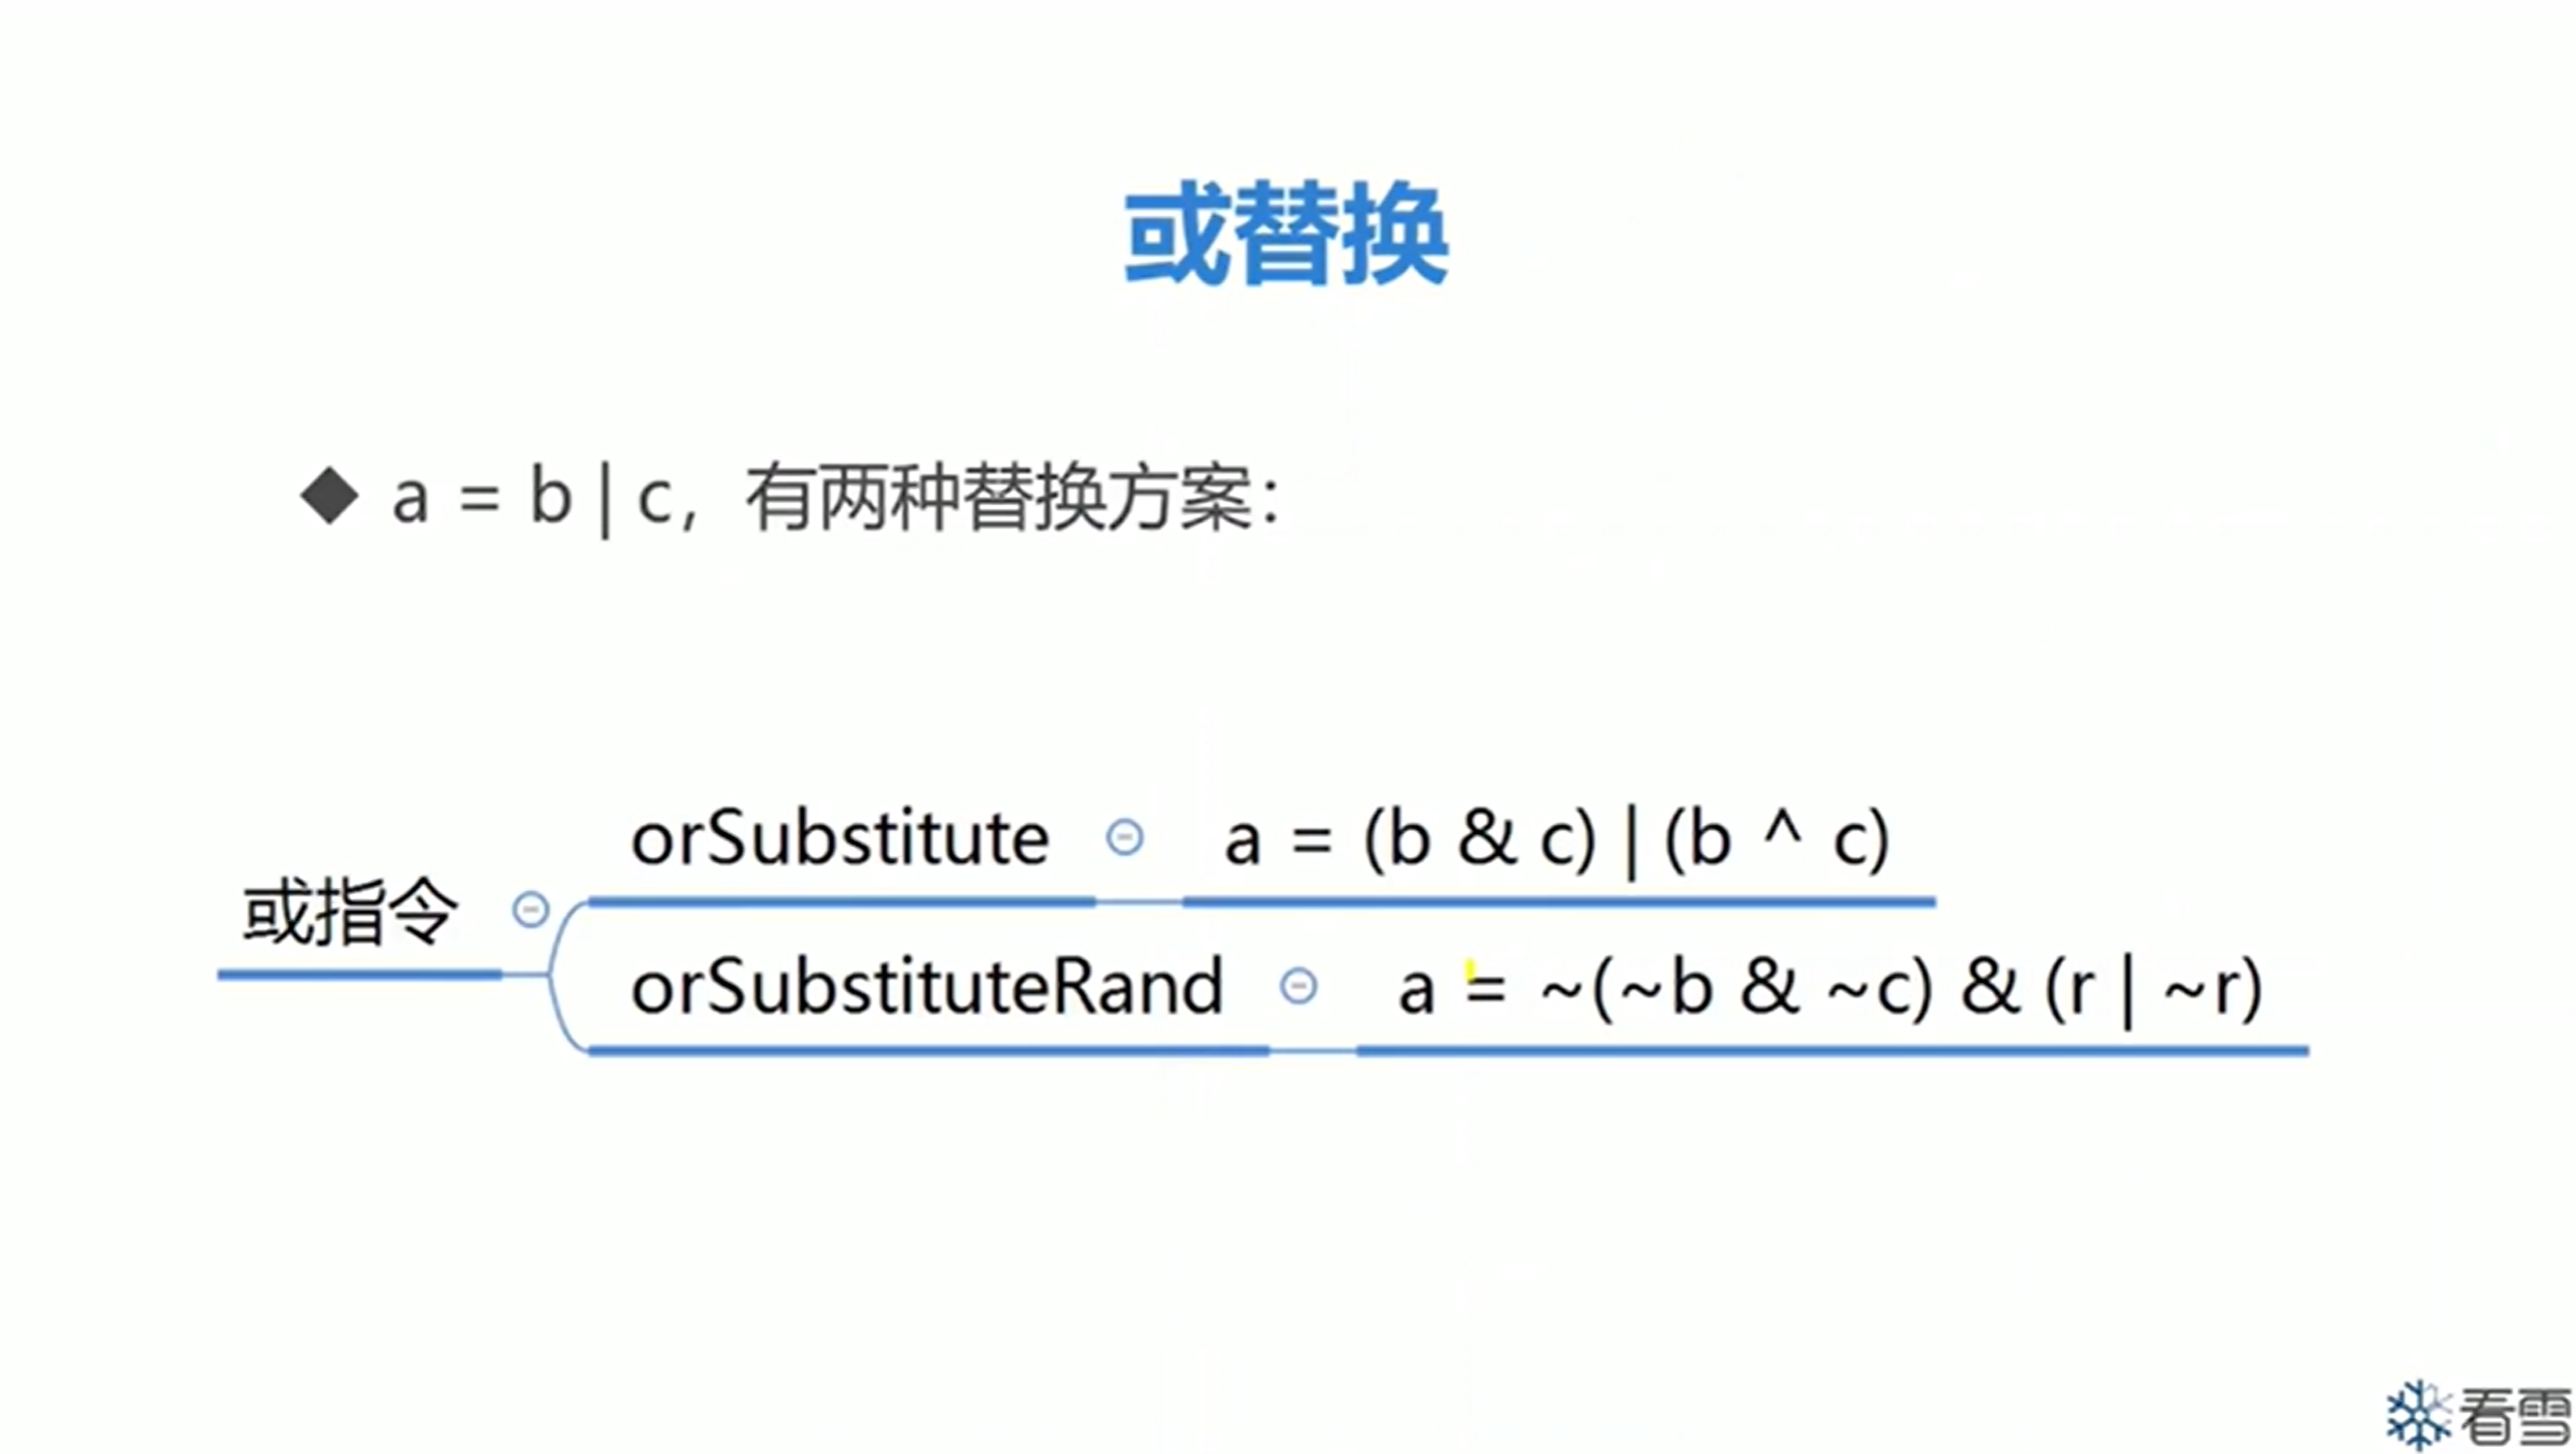 或替换
a = b | c，有两种替换方案：
orSubstitute a = (b & c) | (b ^ c)
或指令
orSubstituteRand a = ~(~b & ~c) & (r | ~r)
看雪